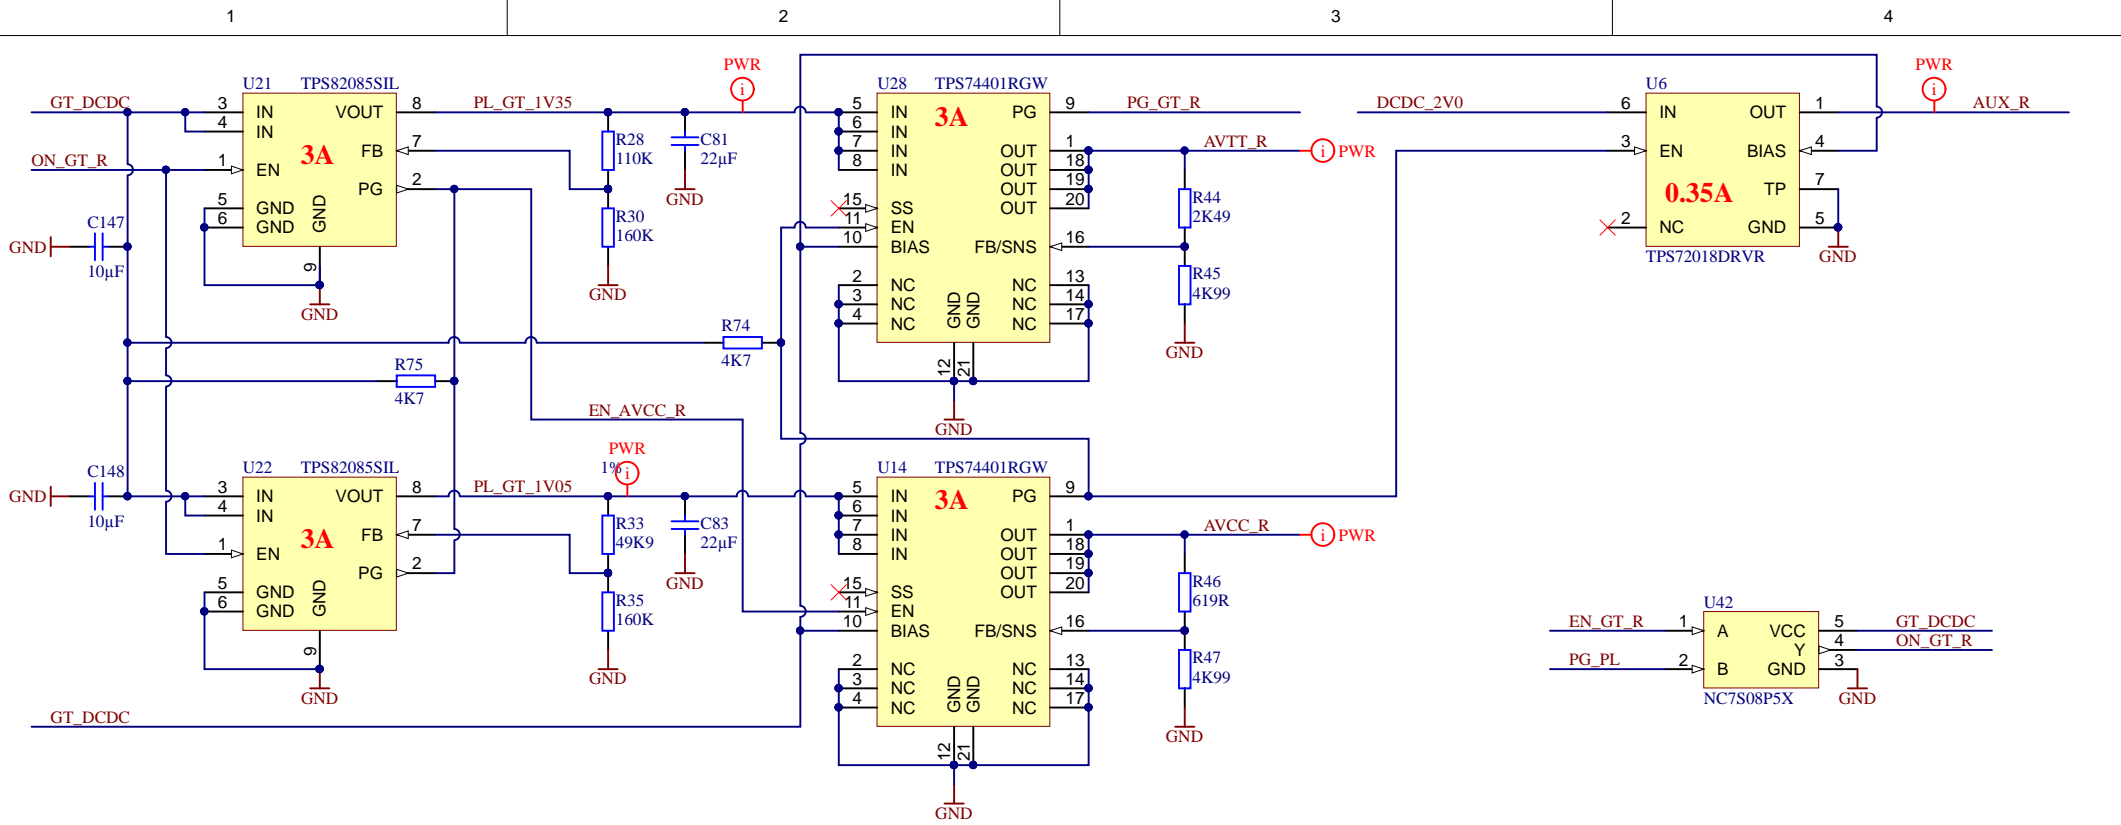 1 2 3 4
U21 TPS82085SIL
GT_DCDC
ON_GT_R
3 IN VOUT 8
4 IN
FB 7
1 EN
PG 2
5 GND
6 GND
GND
9
3A
GND
C147
10µF
GND
PL_GT_1V35
PWR
i
R28
110K
C81
22µF
GND
R30
160K
GND
U28 TPS74401RGW
3A
5 IN PG 9
6 IN
7 IN OUT 1
8 IN OUT 18
OUT 19
15 SS OUT 20
11 EN
10 BIAS FB/SNS 16
2 NC NC 13
3 NC NC 14
4 NC NC 17
GND GND
12 21
GND
PG_GT_R
AVTT_R
i PWR
R44
2K49
R45
4K99
GND
DCDC_2V0
U6
6 IN OUT 1
3 EN BIAS 4
TP 7
2 NC GND 5
0.35A
TPS72018DRVR
GND
PWR
i
AUX_R
R74
4K7
R75
4K7
EN_AVCC_R
C148
10µF
GND
U22 TPS82085SIL
3 IN VOUT 8
4 IN
FB 7
1 EN
PG 2
5 GND
6 GND
GND
9
3A
GND
PL_GT_1V05
PWR
1%
i
R33
49K9
C83
22µF
GND
R35
160K
GND
GT_DCDC
U14 TPS74401RGW
3A
5 IN PG 9
6 IN
7 IN OUT 1
8 IN OUT 18
OUT 19
15 SS OUT 20
11 EN
10 BIAS FB/SNS 16
2 NC NC 13
3 NC NC 14
4 NC NC 17
GND GND
12 21
GND
AVCC_R
i PWR
R46
619R
R47
4K99
GND
U42
EN_GT_R 1 A VCC 5 GT_DCDC
Y 4 ON_GT_R
PG_PL 2 B GND 3
NC7S08P5X
GND